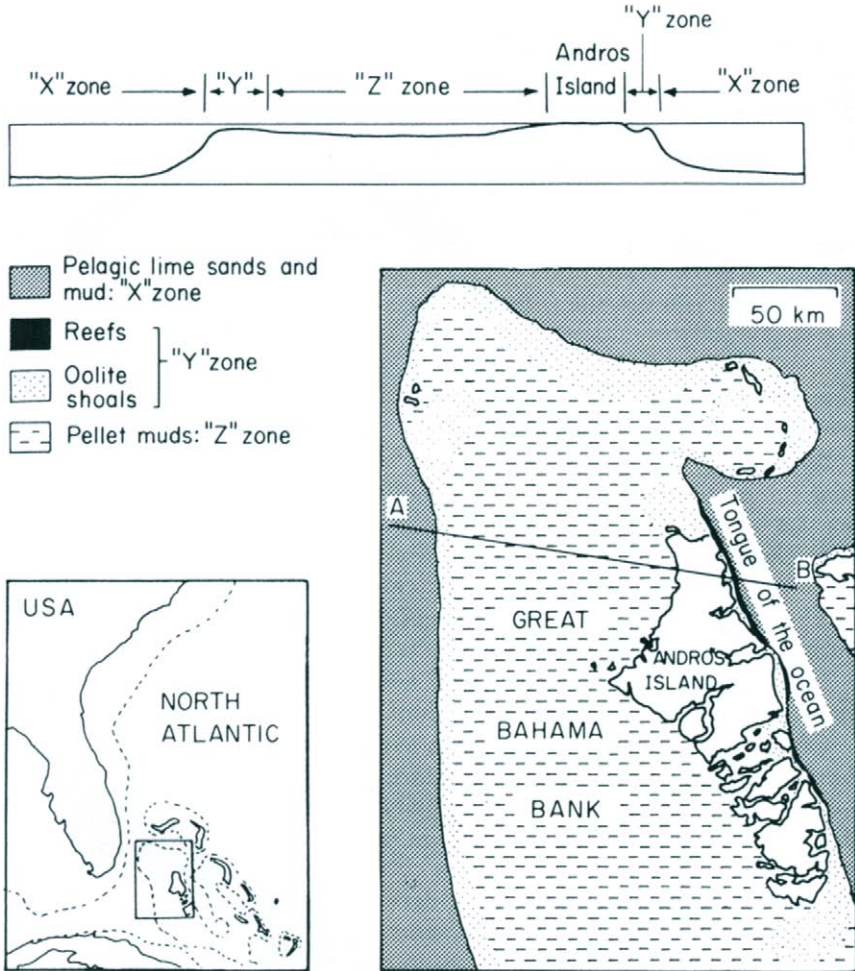 "Y" zone
Andros
"X" zone
"Y"
"Z" zone
Island
"X" zone
Pelagic lime sands and
mud: "X" zone
Reefs
"Y" zone
Oolite
shoals
Pellet muds: "Z" zone
50 km
A
B
Tongue of the ocean
GREAT
ANDROS
ISLAND
BAHAMA
BANK
USA
NORTH
ATLANTIC